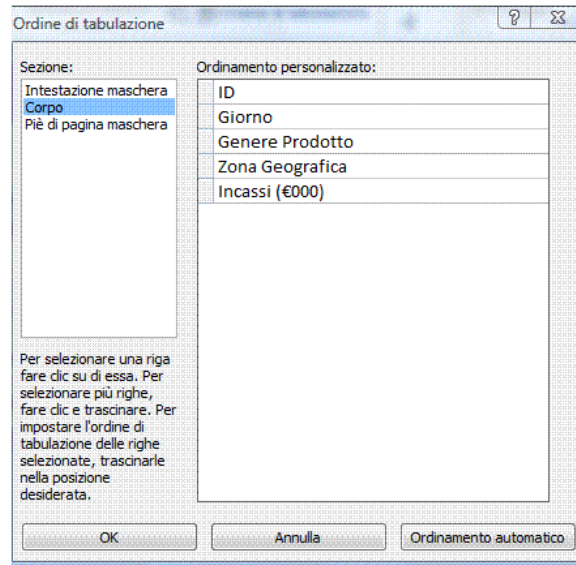 Ordine di tabulazione
Sezione:
Intestazione maschera
Corpo
Piè di pagina maschera
Ordinamento personalizzato:
ID
Giorno
Genere Prodotto
Zona Geografica
Incassi (€000)
Per selezionare una riga
fare clic su di essa. Per
selezionare più righe,
fare clic e trascinare. Per
impostare l'ordine di
tabulazione delle righe
selezionate, trascinarle
nella posizione
desiderata.
OK
Annulla
Ordinamento automatico